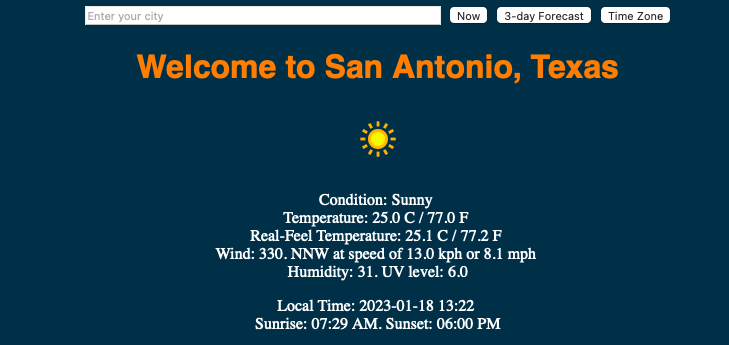 Enter your city
Now
3-day Forecast
Time Zone
Welcome to San Antonio, Texas
Condition: Sunny
Temperature: 25.0 C / 77.0 F
Real-Feel Temperature: 25.1 C / 77.2 F
Wind: 330. NNW at speed of 13.0 kph or 8.1 mph
Humidity: 31. UV level: 6.0
Local Time: 2023-01-18 13:22
Sunrise: 07:29 AM. Sunset: 06:00 PM